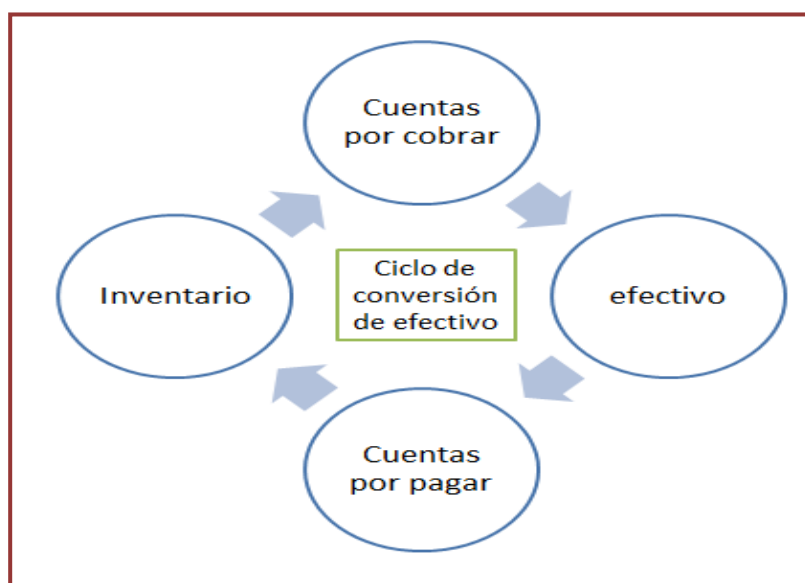 Cuentas
por cobrar
Inventario
Ciclo de
conversión
de efectivo
efectivo
Cuentas
por pagar